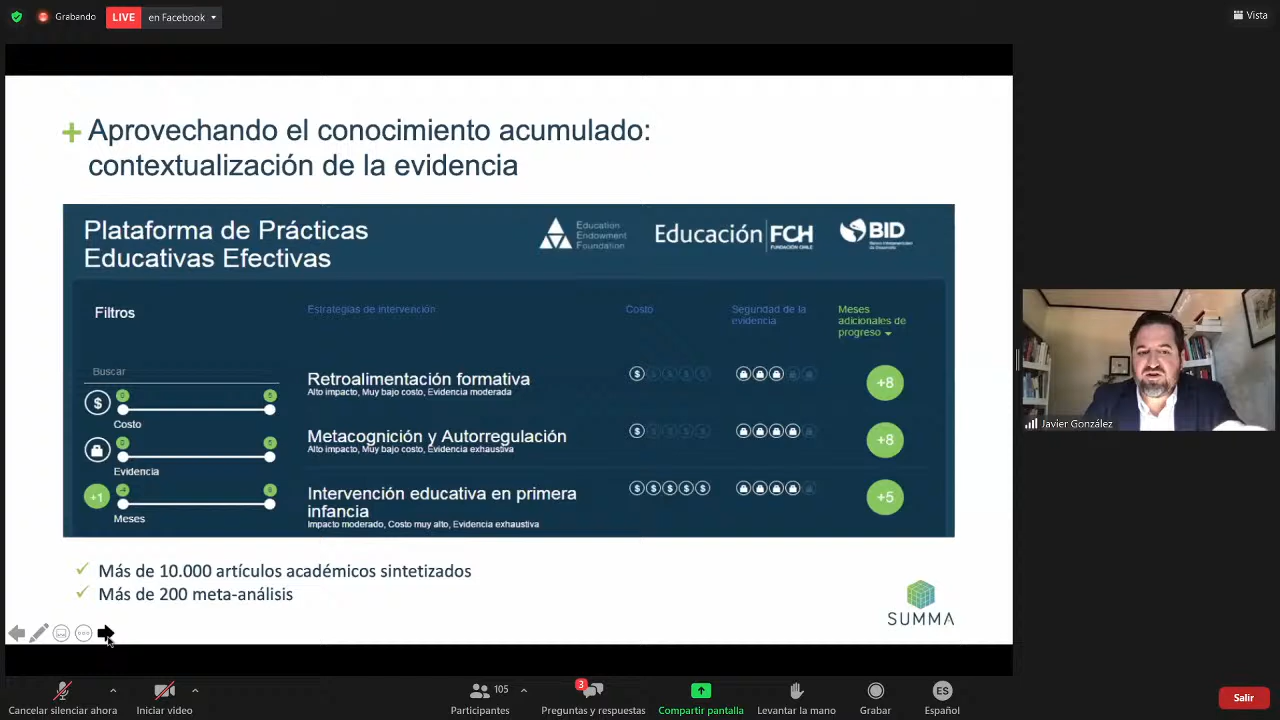 Grabando
LIVE
en Facebook
Vista
Aprovechando el conocimiento acumulado:
contextualización de la evidencia
Plataforma de Prácticas
Educativas Efectivas
Education
Endowment
Foundation
Educación FCH
FUNDACIÓN CHILE
BID
Filtros
Estrategias de intervención
Costo
Seguridad de la
evidencia
Meses
adicionales de
progreso
Buscar
Retroalimentación formativa
Alto impacto, Muy bajo costo, Evidencia moderada
+8
Costo
Metacognición y Autorregulación
Alto impacto, Muy bajo costo, Evidencia exhaustiva
+8
Evidencia
+1
Meses
Intervención educativa en primera
infancia
Impacto moderado, Costo muy alto, Evidencia exhaustiva
+5
Más de 10.000 artículos académicos sintetizados
Más de 200 meta-análisis
SUMMA
Javier González
Cancelar silenciar ahora
Iniciar video
105
Participantes
3
Preguntas y respuestas
Compartir pantalla
Levantar la mano
Grabar
ES
Español
Salir